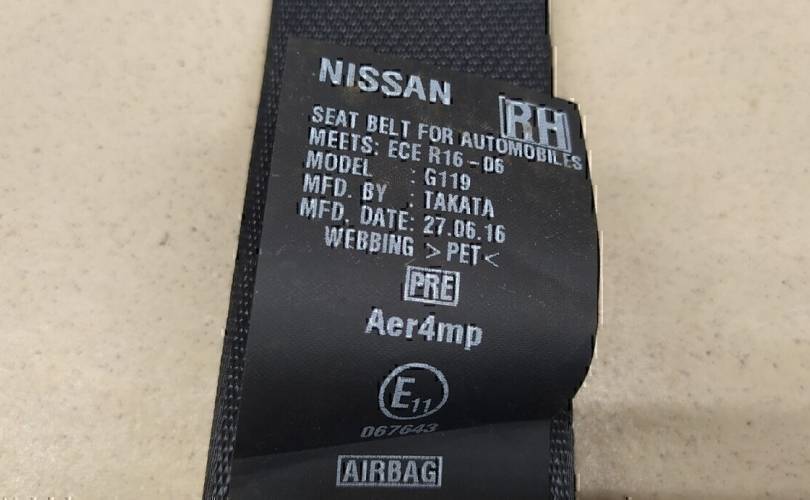 NISSAN
RH
SEAT BELT FOR AUTOMOBILES
MEETS: ECE R16-06
MODEL : G119
MFD. BY : TAKATA
MFD. DATE: 27.06.16
WEBBING >PET<
PRE
Aer4mp
E11
067643
AIRBAG